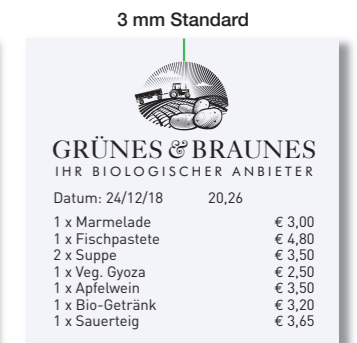 3 mm Standard
GRÜNES & BRAUNES
IHR BIOLOGISCHER ANBIETER
Datum: 24/12/18 20,26
1 x Marmelade € 3,00
1 x Fischpastete € 4,80
2 x Suppe € 3,50
1 x Veg. Gyoza € 2,50
1 x Apfelwein € 3,50
1 x Bio-Getränk € 3,20
1 x Sauerteig € 3,65